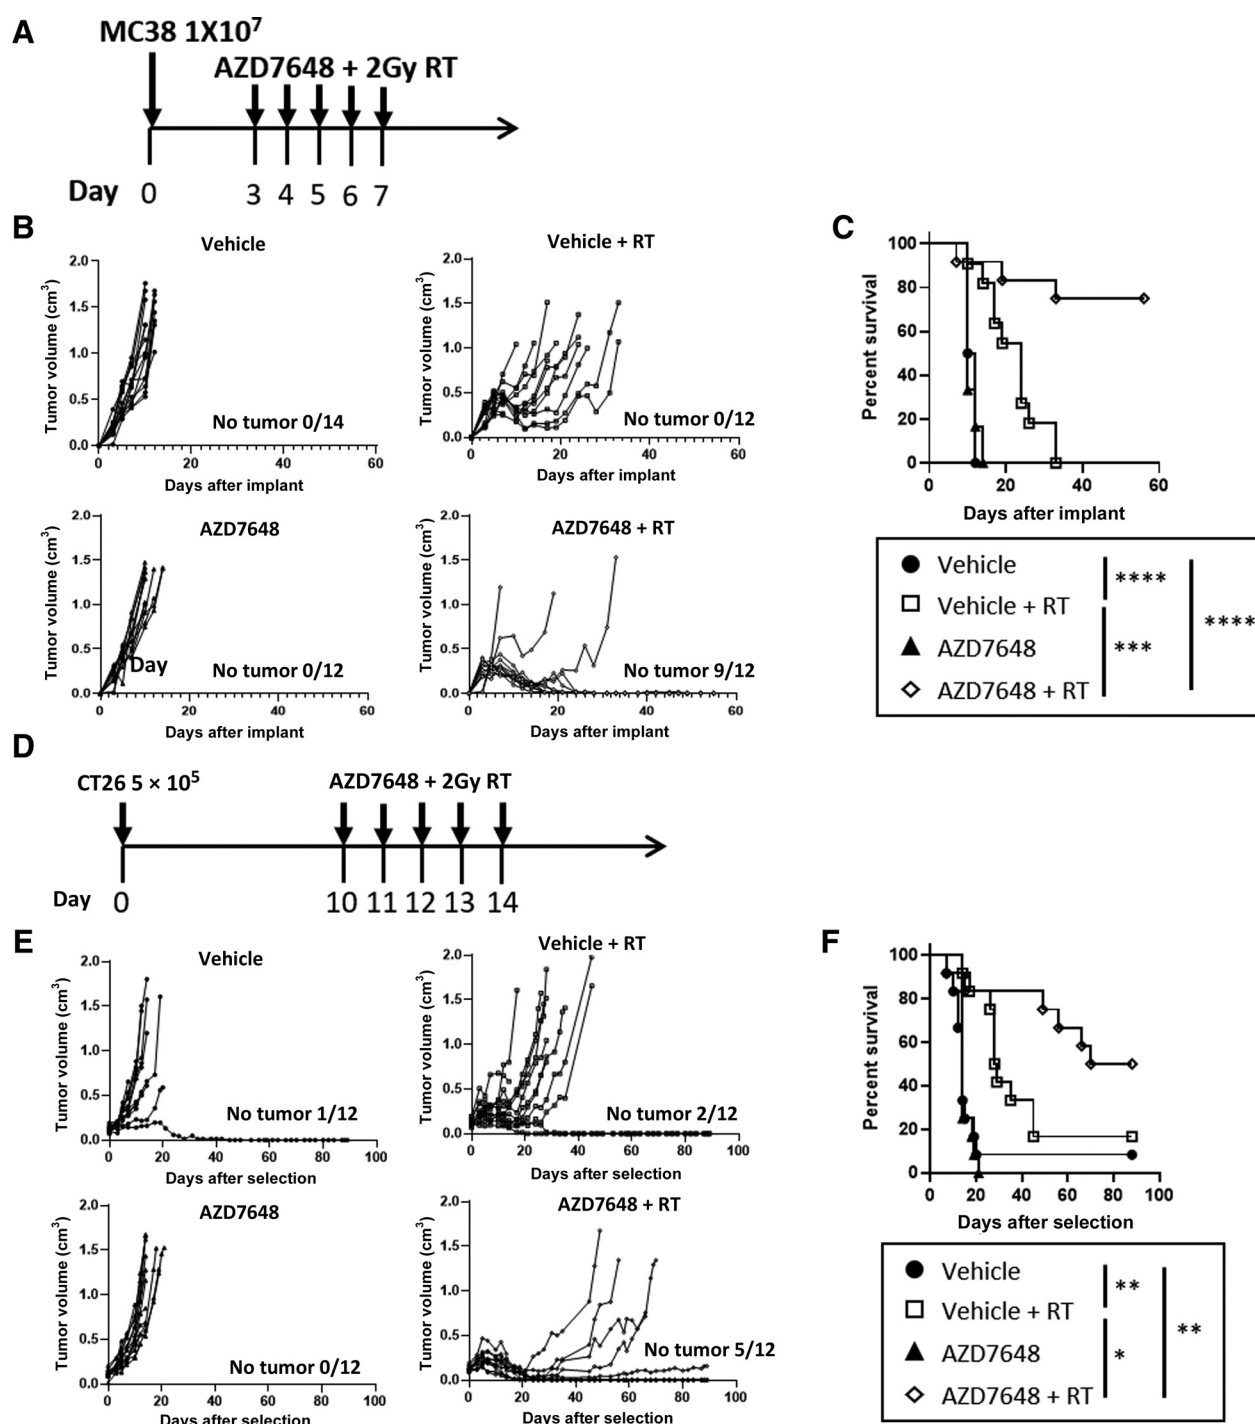 A
MC38 1X10⁷
AZD7648 + 2Gy RT
Day 0 3 4 5 6 7
B
Vehicle
Tumor volume (cm³)
2.0
1.5
1.0
0.5
0.0
No tumor 0/14
0 20 40 60
Days after implant
Vehicle + RT
Tumor volume (cm³)
2.0
1.5
1.0
0.5
0.0
No tumor 0/12
0 20 40 60
Days after implant
AZD7648
Tumor volume (cm³)
2.0
1.5
1.0
0.5
0.0
Day
No tumor 0/12
0 20 40 60
Days after implant
AZD7648 + RT
Tumor volume (cm³)
2.0
1.5
1.0
0.5
0.0
No tumor 9/12
0 20 40 60
Days after implant
C
Percent survival
100
80
60
40
20
0
0 20 40 60
Days after implant
Vehicle
Vehicle + RT
AZD7648
AZD7648 + RT
****
***
****
D
CT26 5 × 10⁵
AZD7648 + 2Gy RT
Day 0 10 11 12 13 14
E
Vehicle
Tumor volume (cm³)
2.0
1.5
1.0
0.5
0.0
No tumor 1/12
0 20 40 60 80 100
Days after selection
Vehicle + RT
Tumor volume (cm³)
2.0
1.5
1.0
0.5
0.0
No tumor 2/12
0 20 40 60 80 100
Days after selection
AZD7648
Tumor volume (cm³)
2.0
1.5
1.0
0.5
0.0
No tumor 0/12
0 20 40 60 80 100
Days after selection
AZD7648 + RT
Tumor volume (cm³)
2.0
1.5
1.0
0.5
0.0
No tumor 5/12
0 20 40 60 80 100
Days after selection
F
Percent survival
100
80
60
40
20
0
0 20 40 60 80 100
Days after selection
Vehicle
Vehicle + RT
AZD7648
AZD7648 + RT
**
*
**